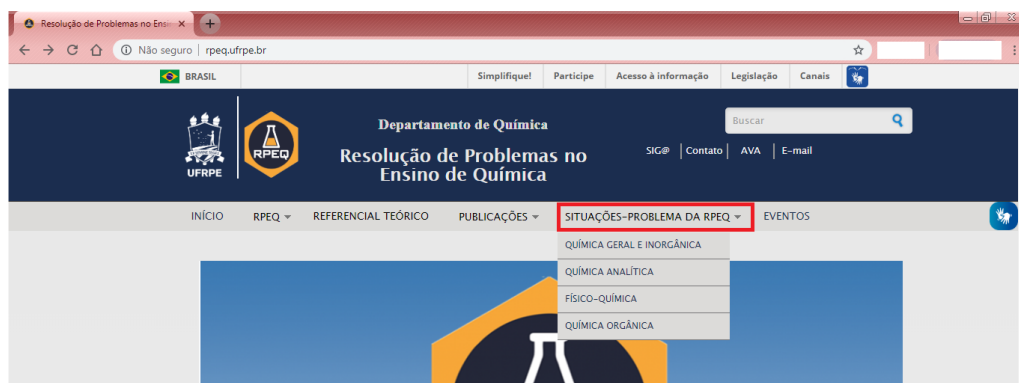 Resolução de Problemas no Ensi
Não seguro | rpeq.ufrpe.br
BRASIL Simplifique! Participe Acesso à informação Legislação Canais
Departamento de Química
Resolução de Problemas no
Ensino de Química
UFRPE
RPEQ
Buscar
SIG@ | Contato | AVA | E-mail
INÍCIO RPEQ REFERENCIAL TEÓRICO PUBLICAÇÕES SITUAÇÕES-PROBLEMA DA RPEQ EVENTOS
QUÍMICA GERAL E INORGÂNICA
QUÍMICA ANALÍTICA
FÍSICO-QUÍMICA
QUÍMICA ORGÂNICA